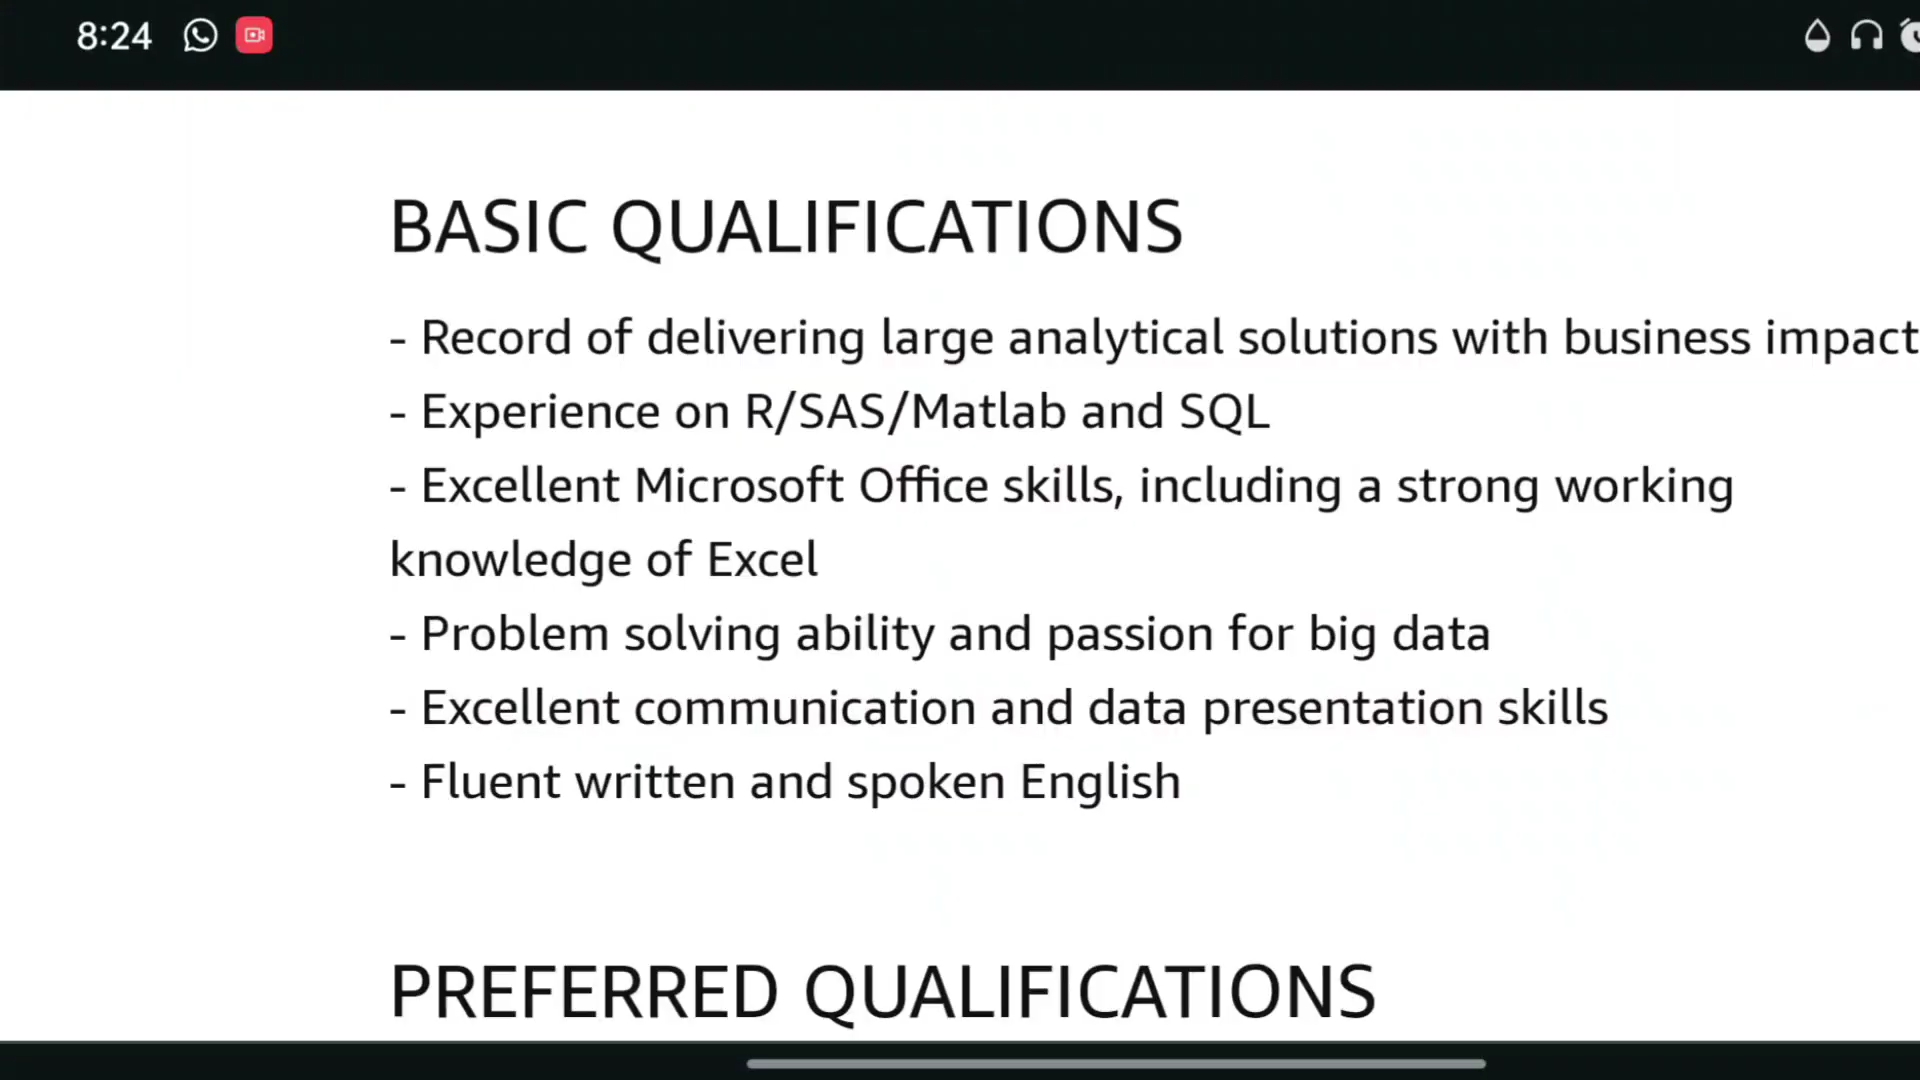 8:24
BASIC QUALIFICATIONS
- Record of delivering large analytical solutions with business impact
- Experience on R/SAS/Matlab and SQL
- Excellent Microsoft Office skills, including a strong working
knowledge of Excel
- Problem solving ability and passion for big data
- Excellent communication and data presentation skills
- Fluent written and spoken English
PREFERRED QUALIFICATIONS